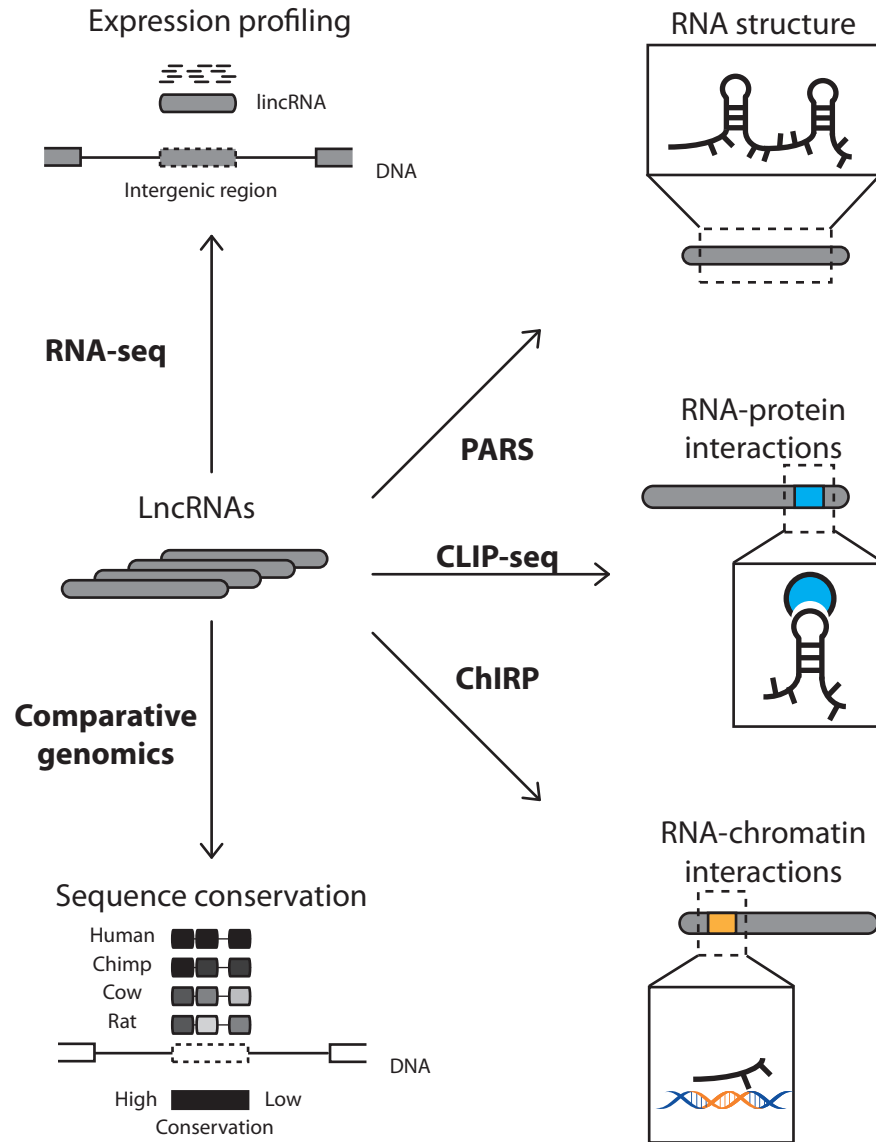 Expression profiling
lincRNA
DNA
Intergenic region
RNA-seq
RNA structure
PARS
RNA-protein
interactions
LncRNAs
CLIP-seq
ChIRP
Comparative
genomics
RNA-chromatin
interactions
Sequence conservation
Human
Chimp
Cow
Rat
DNA
High Low
Conservation